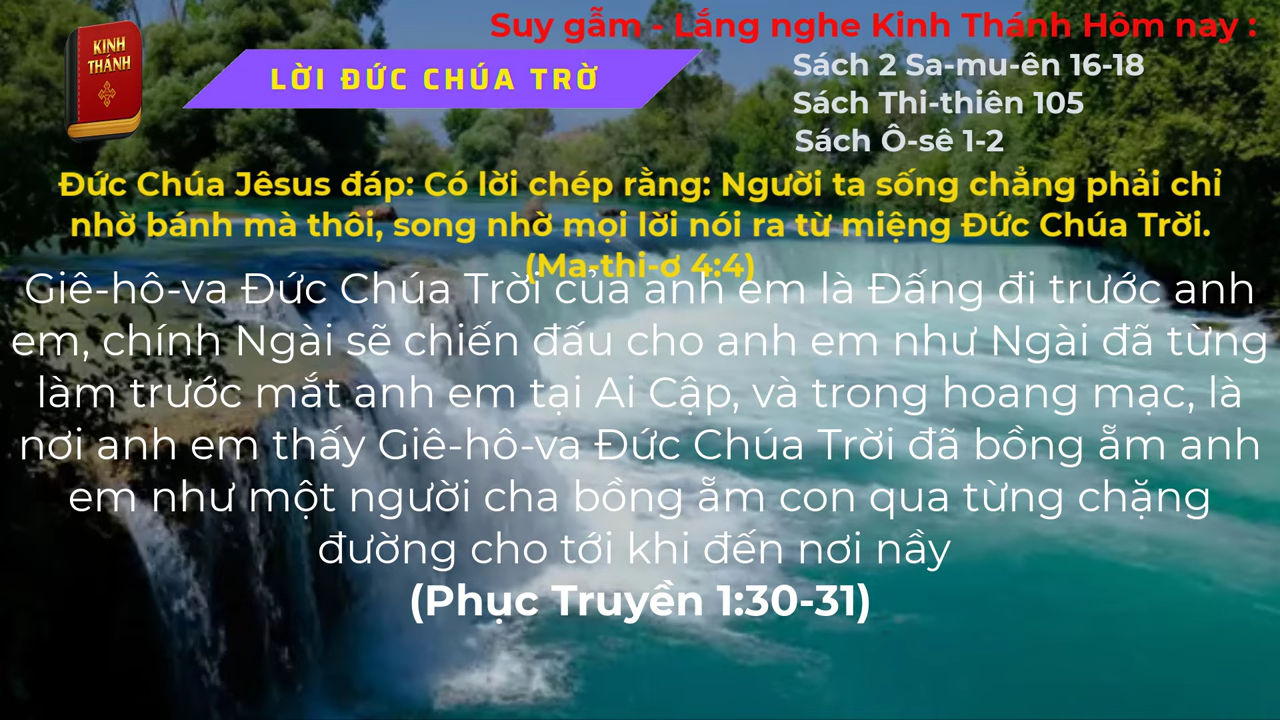 KINH
THÁNH
LỜI ĐỨC CHÚA TRỜ
Suy gẫm - Lắng nghe Kinh Thánh Hôm nay :
Sách 2 Sa-mu-ên 16-18
Sách Thi-thiên 105
Sách Ô-sê 1-2
Đức Chúa Jêsus đáp: Có lời chép rằng: Người ta sống chẳng phải chỉ
nhờ bánh mà thôi, song nhờ mọi lời nói ra từ miệng Đức Chúa Trời.
(Ma-thi-ơ 4:4)
Giê-hô-va Đức Chúa Trời của anh em là Đấng đi trước anh
em, chính Ngài sẽ chiến đấu cho anh em như Ngài đã từng
làm trước mắt anh em tại Ai Cập, và trong hoang mạc, là
nơi anh em thấy Giê-hô-va Đức Chúa Trời đã bồng ẵm anh
em như một người cha bồng ẵm con qua từng chặng
đường cho tới khi đến nơi nầy
(Phục Truyền 1:30-31)